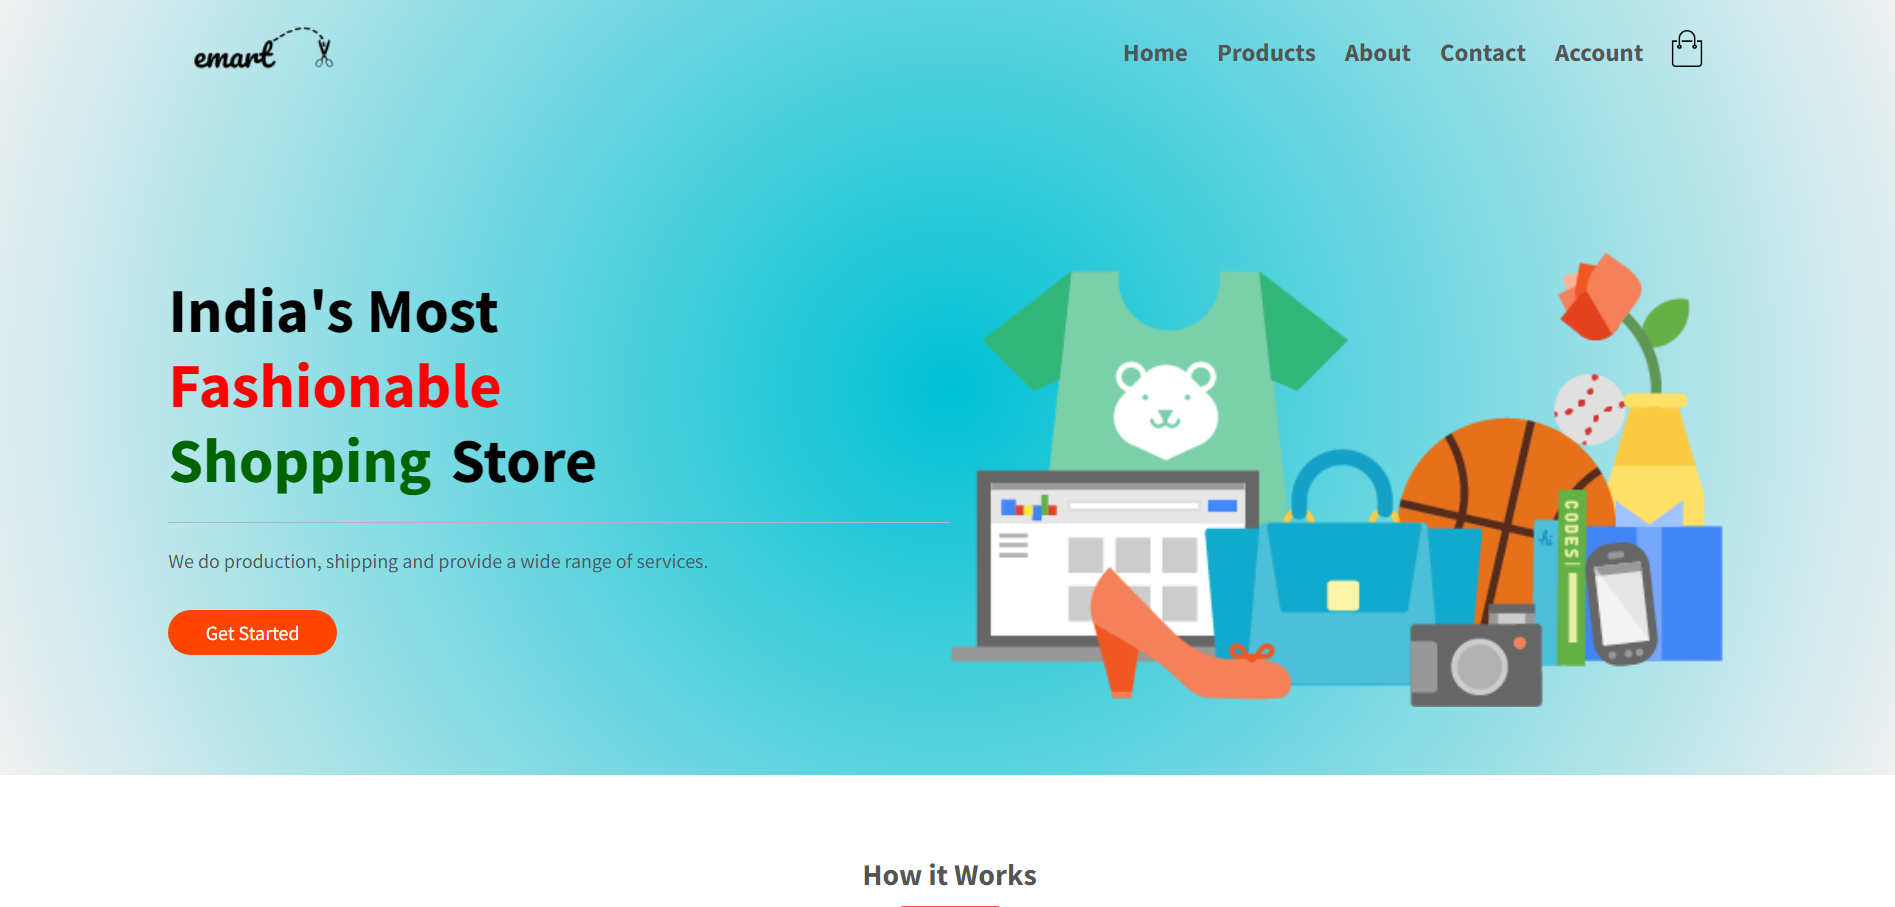 emart
Home Products About Contact Account
India's Most
Fashionable
Shopping Store
We do production, shipping and provide a wide range of services.
Get Started
CODES
hi
How it Works